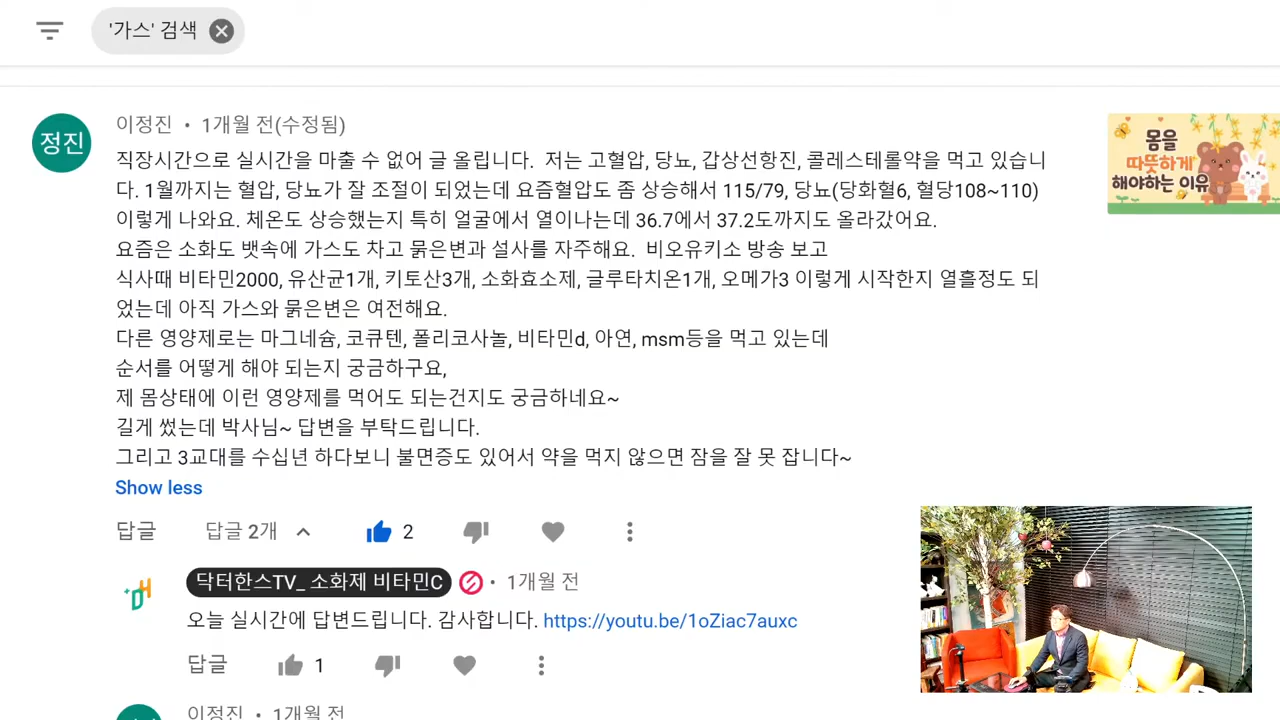 '가스' 검색
정진
이정진 • 1개월 전(수정됨)
직장시간으로 실시간을 마출 수 없어 글 올립니다. 저는 고혈압, 당뇨, 갑상선항진, 콜레스테롤약을 먹고 있습니
다. 1월까지는 혈압, 당뇨가 잘 조절이 되었는데 요즘혈압도 좀 상승해서 115/79, 당뇨(당화혈6, 혈당108~110)
이렇게 나와요. 체온도 상승했는지 특히 얼굴에서 열이나는데 36.7에서 37.2도까지도 올라갔어요.
요즘은 소화도 뱃속에 가스도 차고 묽은변과 설사를 자주해요. 비오유키소 방송 보고
식사때 비타민2000, 유산균1개, 키토산3개, 소화효소제, 글루타치온1개, 오메가3 이렇게 시작한지 열흘정도 되
었는데 아직 가스와 묽은변은 여전해요.
다른 영양제로는 마그네슘, 코큐텐, 폴리코사놀, 비타민d, 아연, msm등을 먹고 있는데
순서를 어떻게 해야 되는지 궁금하구요,
제 몸상태에 이런 영양제를 먹어도 되는건지도 궁금하네요~
길게 썼는데 박사님~ 답변을 부탁드립니다.
그리고 3교대를 수십년 하다보니 불면증도 있어서 약을 먹지 않으면 잠을 잘 못 잡니다~
Show less
답글 답글 2개 2
몸을
따뜻하게
해야하는 이유
DH
닥터한스TV_ 소화제 비타민C • 1개월 전
오늘 실시간에 답변드립니다. 감사합니다. https://youtu.be/1oZiac7auxc
답글 1
이정진 • 1개월 전